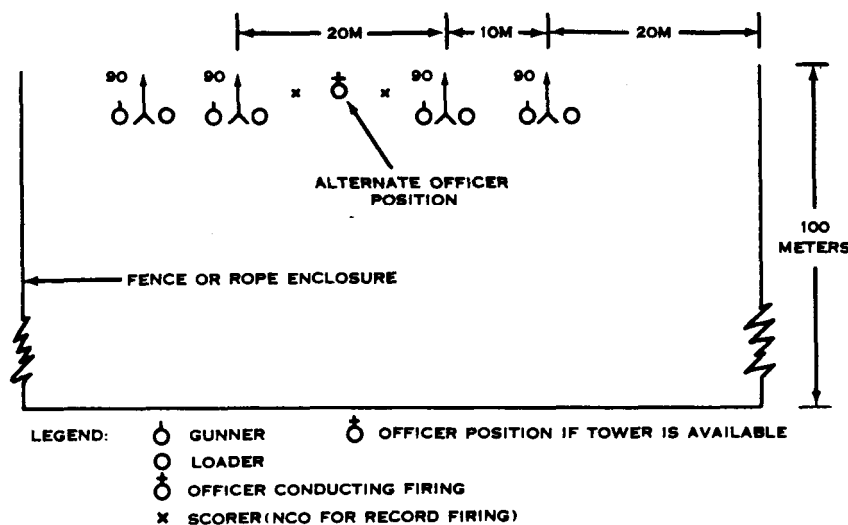 20M 10M 20M
90 90 90 90
ALTERNATE OFFICER
POSITION
100
METERS
FENCE OR ROPE ENCLOSURE
LEGEND: GUNNER OFFICER POSITION IF TOWER IS AVAILABLE
LOADER
OFFICER CONDUCTING FIRING
x SCORER (NCO FOR RECORD FIRING)